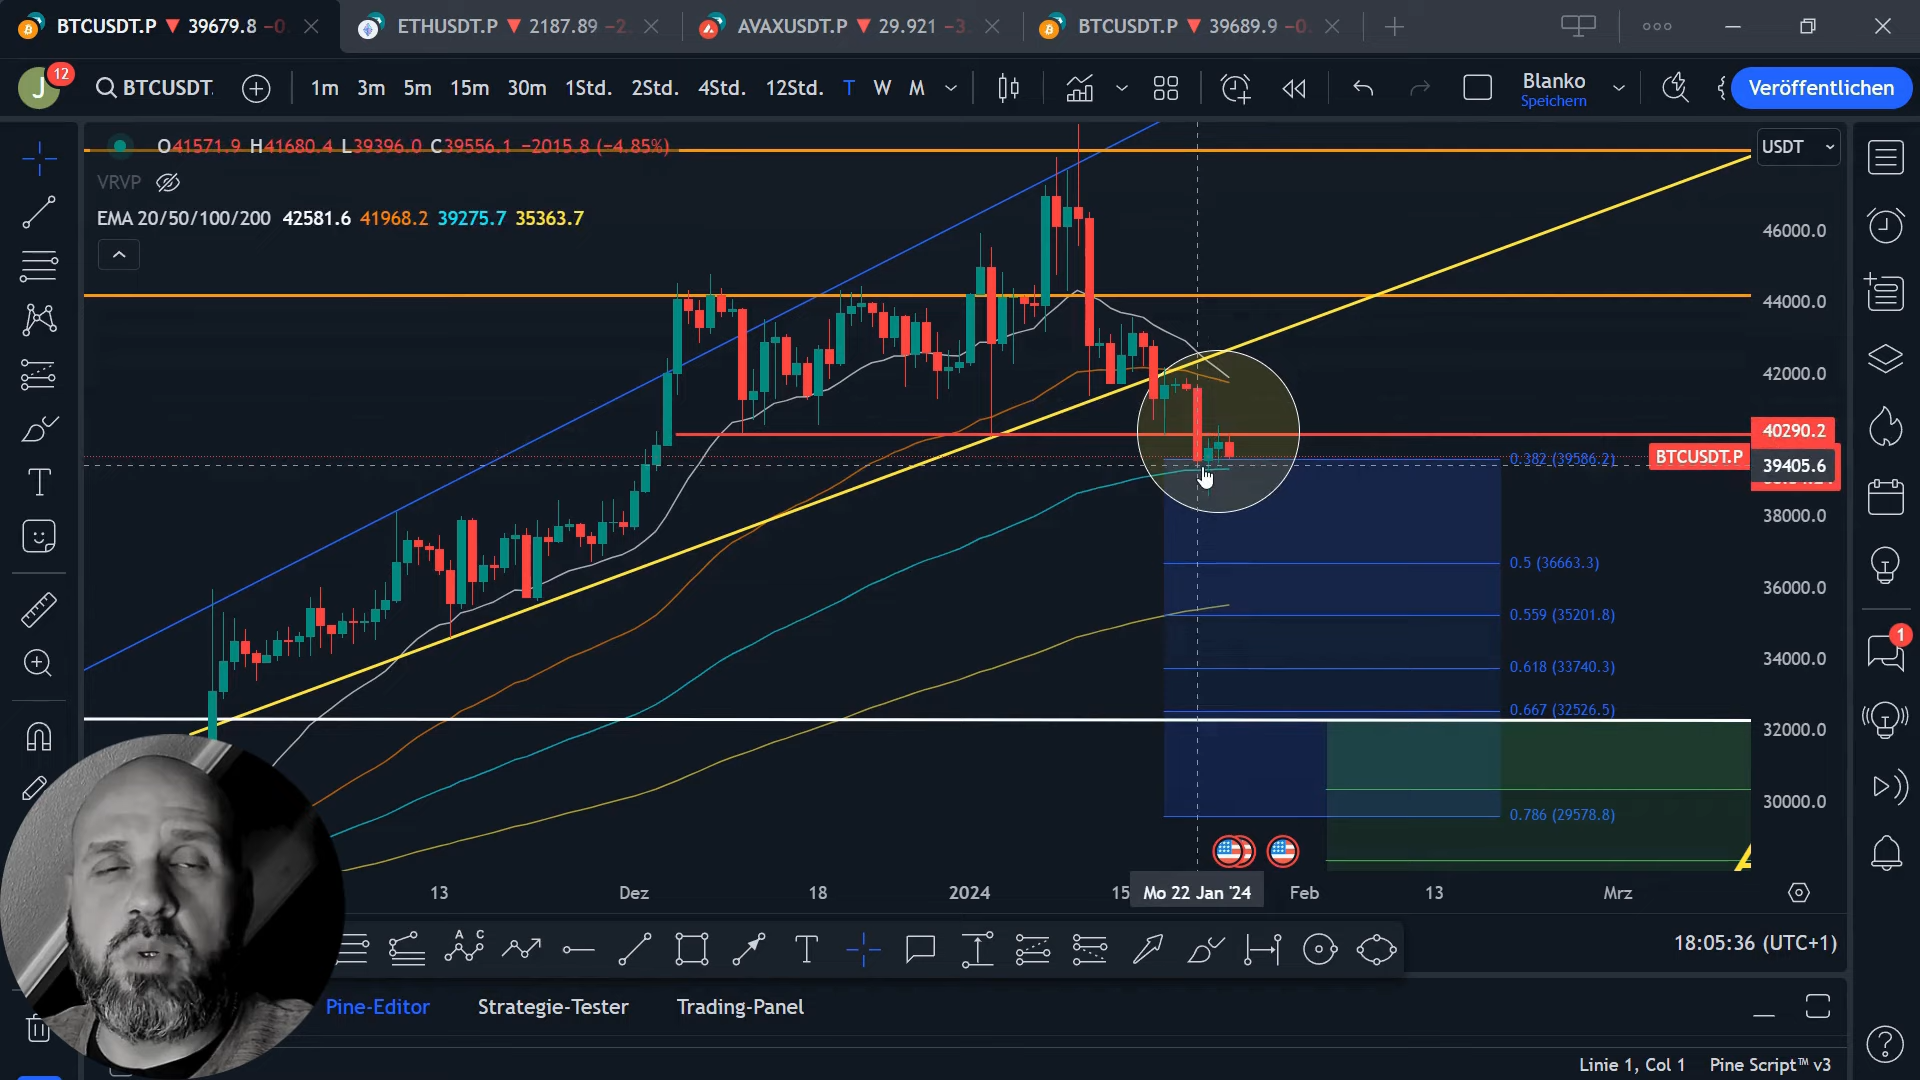 BTCUSDT.P ▼ 39679.8 −0.
ETHUSDT.P ▼ 2187.89 −2
AVAXUSDT.P ▼ 29.921 −3
BTCUSDT.P ▼ 39689.9 −0
J 12
BTCUSDT.
1m 3m 5m 15m 30m 1Std. 2Std. 4Std. 12Std. T W M
Blanko
Speichern
Veröffentlichen
O41571.9 H41680.4 L39396.0 C39556.1 −2015.8 (−4.85%)
USDT
VRVP
EMA 20/50/100/200 42581.6 41968.2 39275.7 35363.7
46000.0
44000.0
42000.0
40290.2
BTCUSDT.P
39405.6
0.382 (39586.2)
38000.0
0.5 (36663.3)
36000.0
0.559 (35201.8)
34000.0
0.618 (33740.3)
0.667 (32526.5)
32000.0
30000.0
0.786 (29578.8)
1
13 Dez 18 2024 15 Mo 22 Jan '24 Feb 13 Mrz
A C
T
18:05:36 (UTC+1)
Pine-Editor Strategie-Tester Trading-Panel
Linie 1, Col 1 Pine Script™ v3